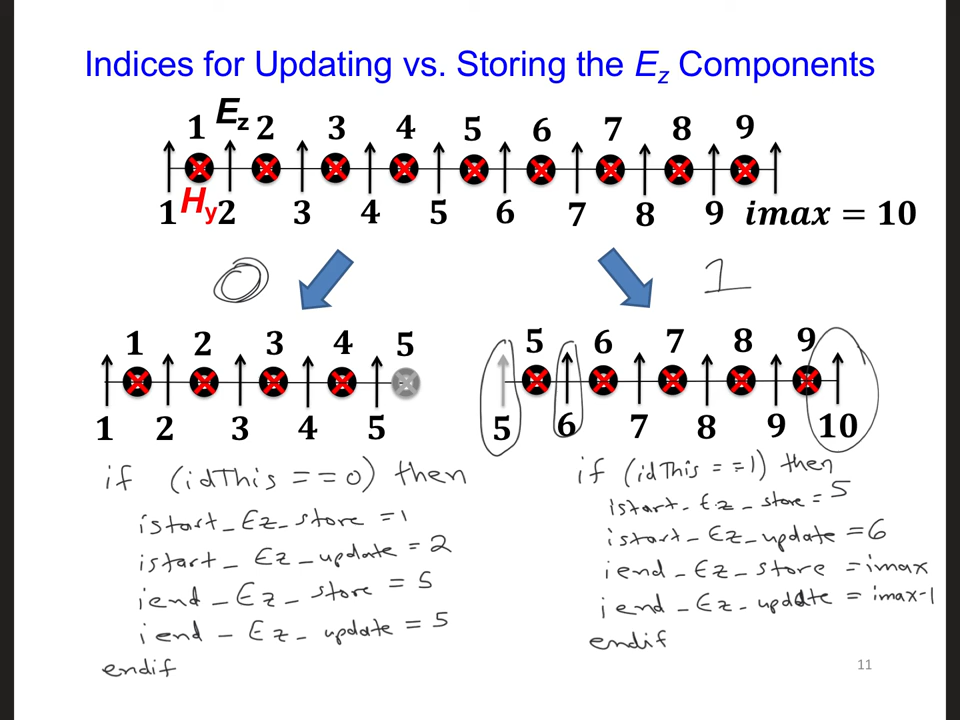 Indices for Updating vs. Storing the Ez Components
1 Ez 2 3 4 5 6 7 8 9
1 Hy 2 3 4 5 6 7 8 9 imax = 10
0 1
1 2 3 4 5
1 2 3 4 5
if (idThis == 0) then
istart_Ez_store = 1
istart_Ez_update = 2
iend_Ez_store = 5
iend_Ez_update = 5
endif
5 6 7 8 9
5 6 7 8 9 10
if (idThis == 1) then
istart_Ez_store = 5
istart_Ez_update = 6
iend_Ez_store = imax
iend_Ez_update = imax-1
endif
11